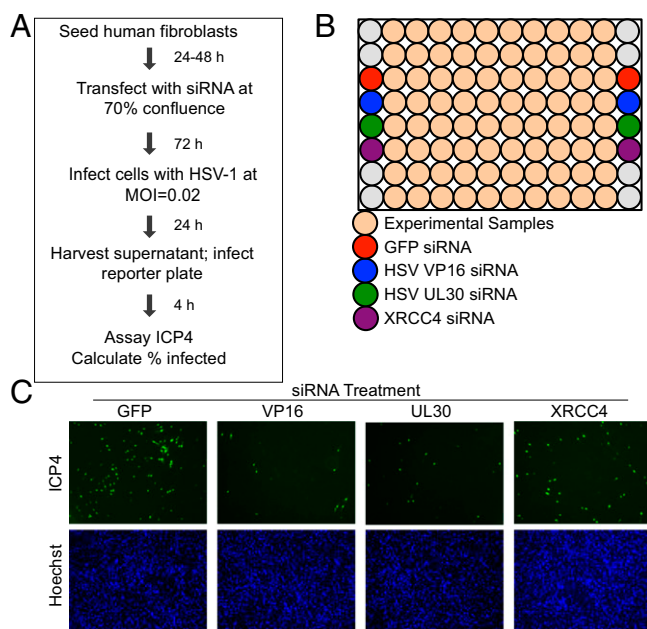 A
Seed human fibroblasts
24-48 h
Transfect with siRNA at
70% confluence
72 h
Infect cells with HSV-1 at
MOI=0.02
24 h
Harvest supernatant; infect
reporter plate
4 h
Assay ICP4
Calculate % infected
B
Experimental Samples
GFP siRNA
HSV VP16 siRNA
HSV UL30 siRNA
XRCC4 siRNA
C
siRNA Treatment
GFP
VP16
UL30
XRCC4
ICP4
Hoechst